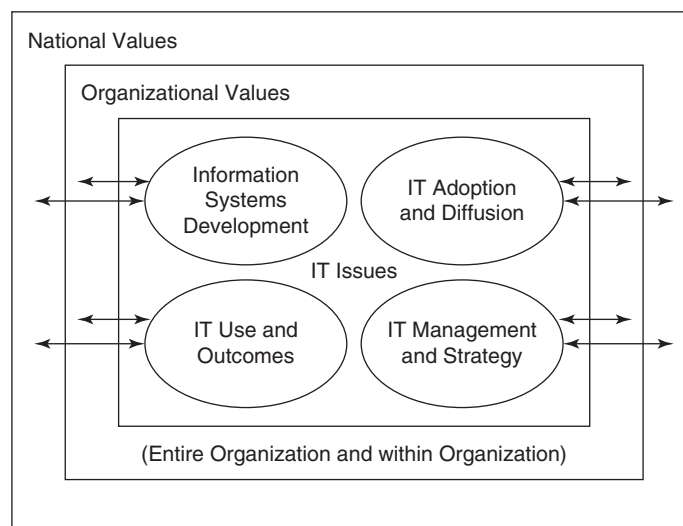 National Values
Organizational Values
Information
Systems
Development
IT Adoption
and Diffusion
IT Issues
IT Use and
Outcomes
IT Management
and Strategy
(Entire Organization and within Organization)